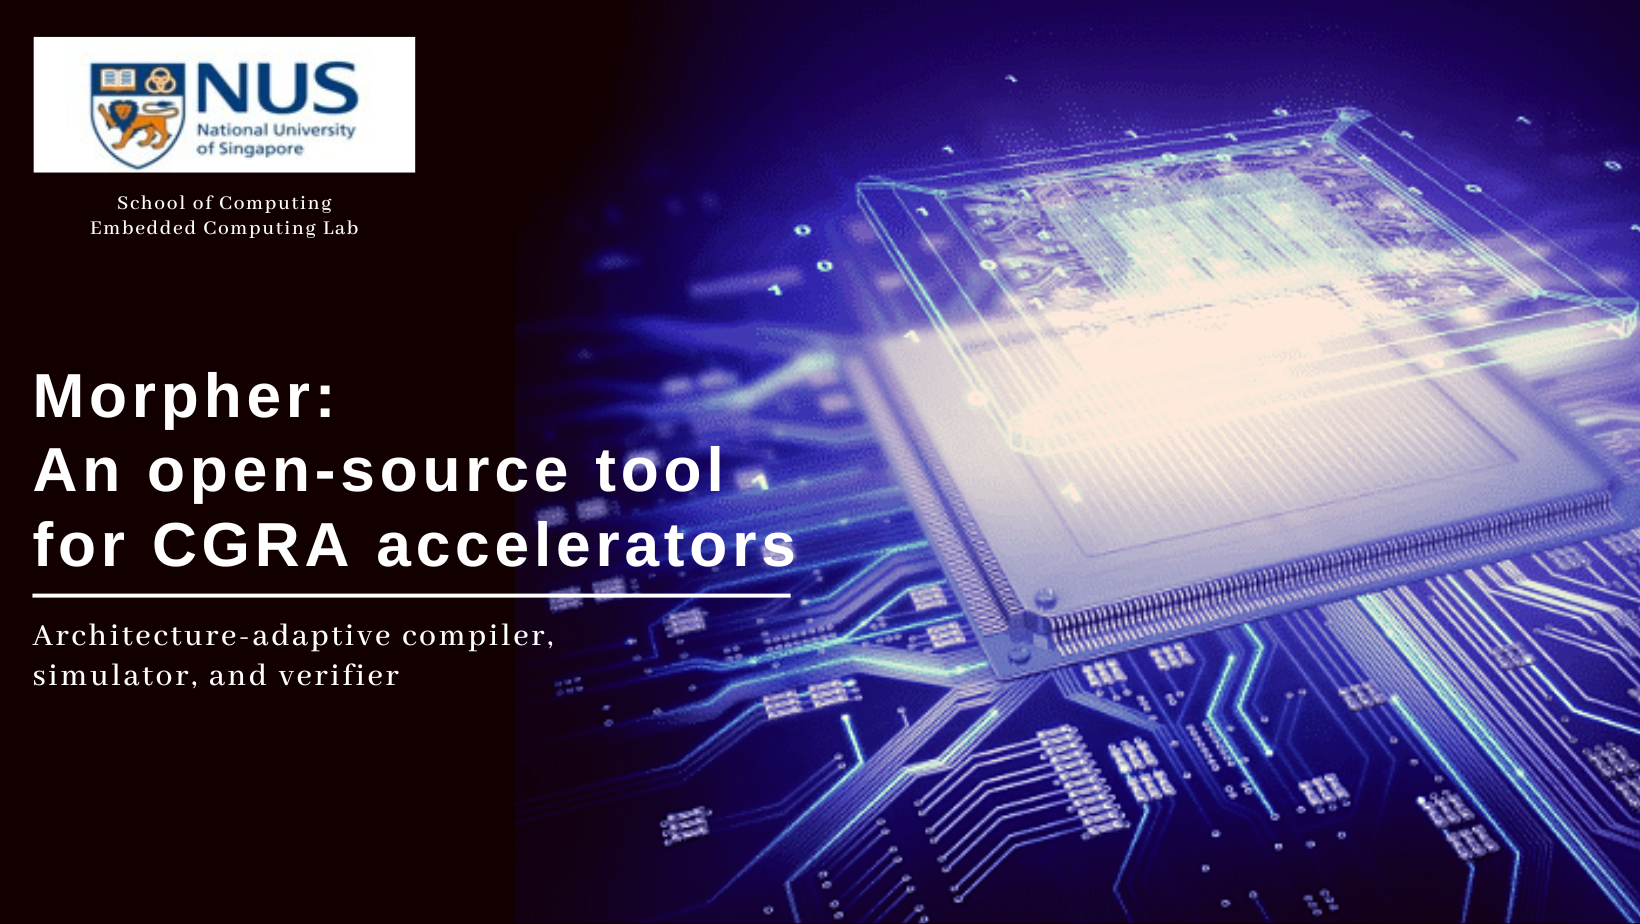 NUS
National University
of Singapore
School of Computing
Embedded Computing Lab
Morpher:
An open-source tool
for CGRA accelerators
Architecture-adaptive compiler,
simulator, and verifier